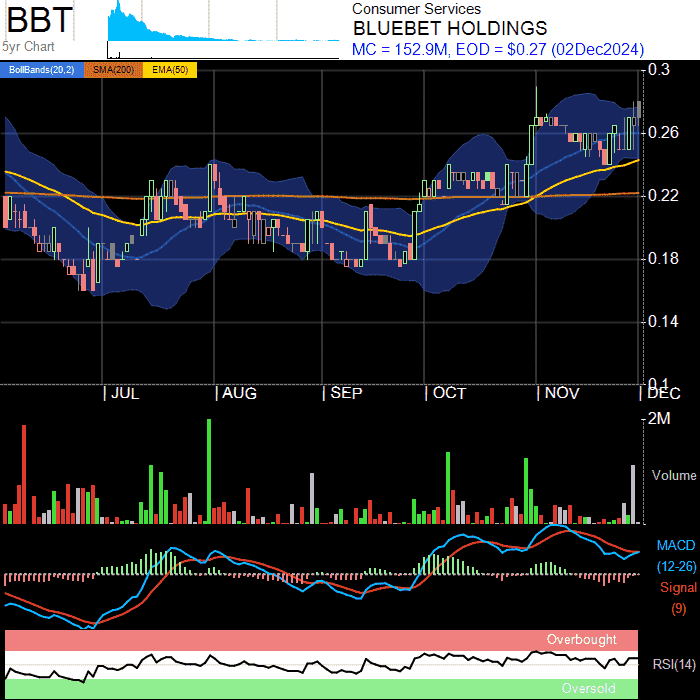 BBT
5yr Chart
Consumer Services
BLUEBET HOLDINGS
MC = 152.9M, EOD = $0.27 (02Dec2024)
BollBands(20,2) SMA(200) EMA(50)
0.3
0.26
0.22
0.18
0.14
0.1
JUL AUG SEP OCT NOV DEC
2M
Volume
MACD
(12-26)
Signal
(9)
Overbought
RSI(14)
Oversold